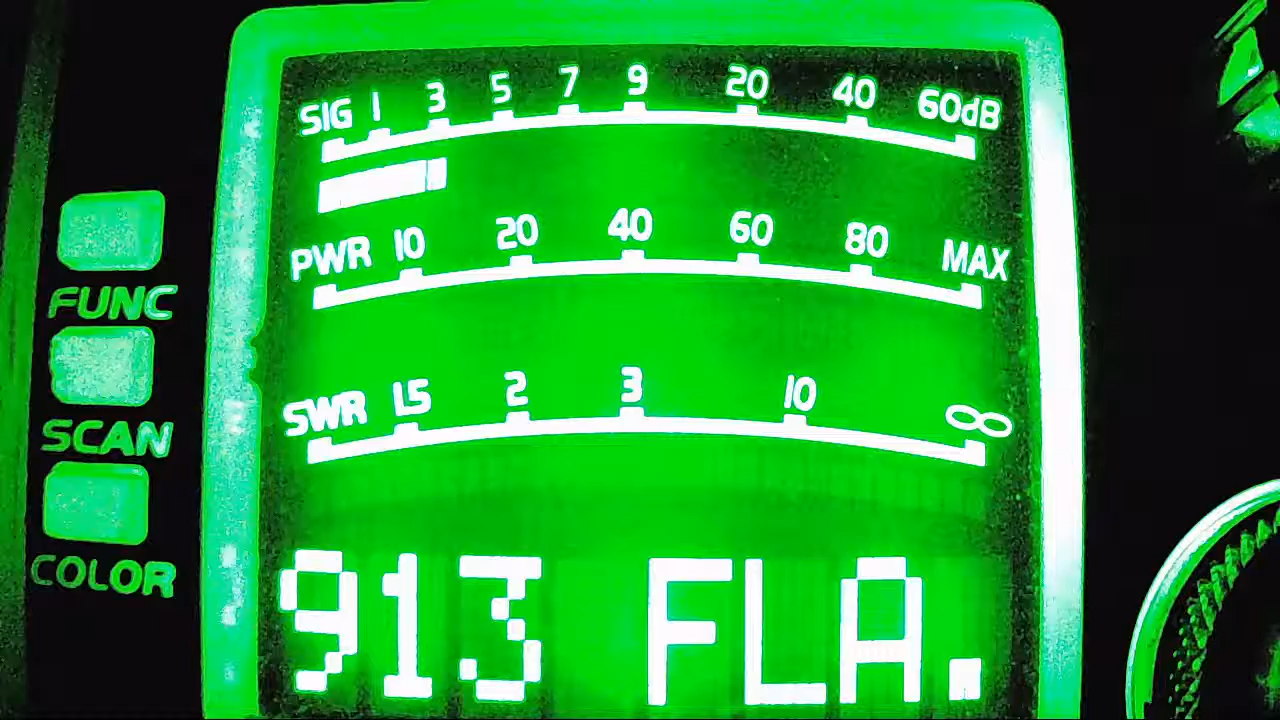 SIG 1 3 5 7 9 20 40 60dB
PWR 10 20 40 60 80 MAX
FUNC
SWR 1.5 2 3 10 ∞
SCAN
COLOR
913 FLA.